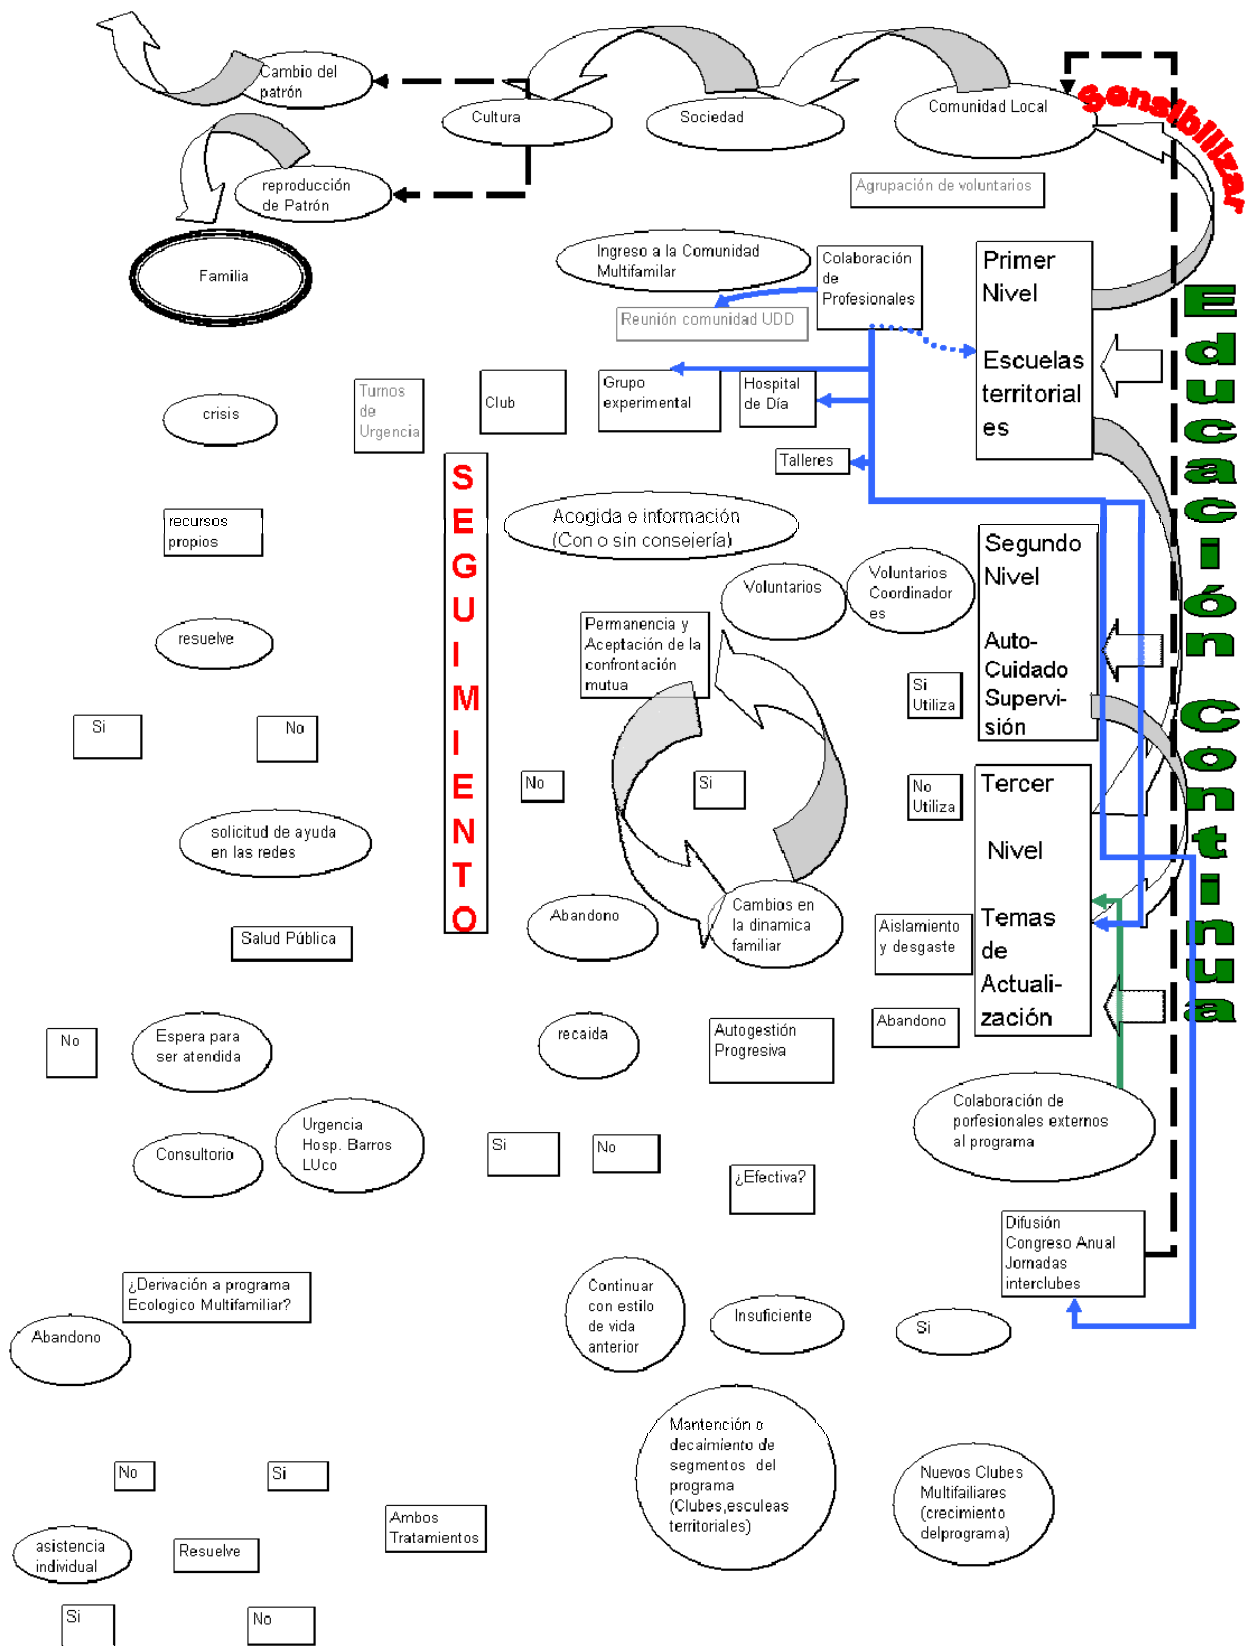 Cambio del
patrón
Cultura
Sociedad
Comunidad Local
Sensibilizar
reproducción
de Patrón
Agrupación de voluntarios
Familia
Ingreso a la Comunidad
Multifamilar
Colaboración
de
Profesionales
Reunión comunidad UDD
Primer
Nivel
Escuelas
territorial
es
Educación Continua
crisis
Turnos
de
Urgencia
Club
Grupo
experimental
Hospital
de Día
Talleres
SEGUIMIENTO
recursos
propios
Acogida e información
(Con o sin consejería)
Segundo
Nivel
Auto-
Cuidado
Supervi-
sión
Voluntarios
Voluntarios
Coordinador
es
resuelve
Permanencia y
Aceptación de la
confrontación
mutua
Si
Utiliza
Si
No
No
Si
No
Utiliza
Tercer
Nivel
Temas
de
Actuali-
zación
solicitud de ayuda
en las redes
Abandono
Cambios en
la dinamica
familiar
Aislamiento
y desgaste
Salud Pública
No
Espera para
ser atendida
recaida
Autogestión
Progresiva
Abandono
Colaboración de
porfesionales externos
al programa
Consultorio
Urgencia
Hosp. Barros
LUco
Si
No
¿Efectiva?
Difusión
Congreso Anual
Jornadas
interclubes
¿Derivación a programa
Ecologico Multifamiliar?
Abandono
Continuar
con estilo
de vida
anterior
Insuficiente
Si
Mantención o
decaimiento de
segmentos del
programa
(Clubes,esculeas
territoriales)
Nuevos Clubes
Multifailiares
(crecimiento
delprograma)
No
Si
Ambos
Tratamientos
asistencia
individual
Resuelve
Si
No